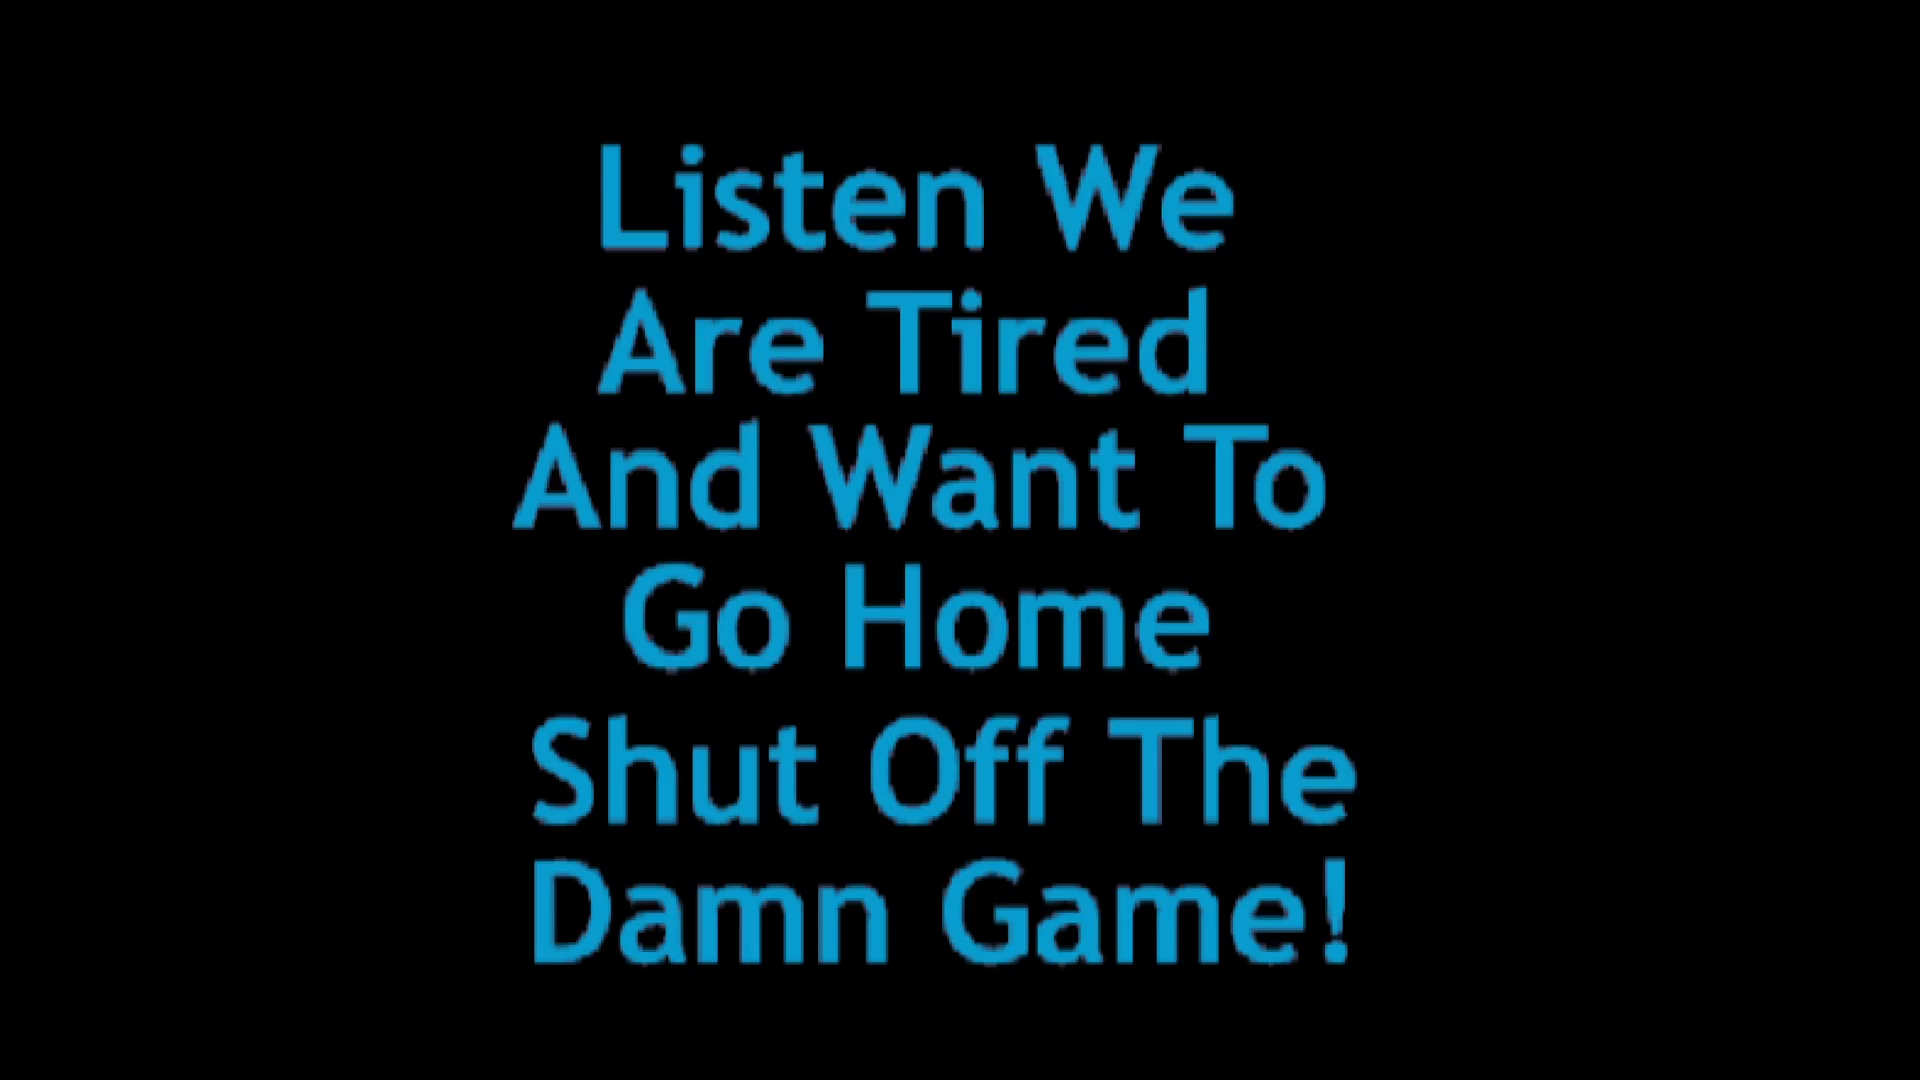 Listen We
Are Tired
And Want To
Go Home
Shut Off The
Damn Game!